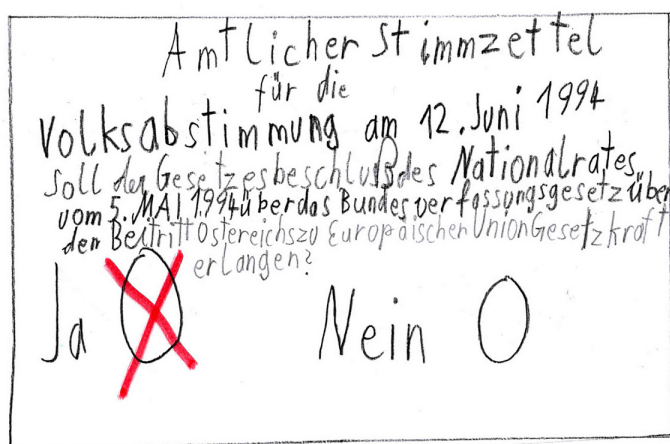 Amtlicher Stimmzettel
für die
Volksabstimmung am 12. Juni 1994
Soll der Gesetzesbeschluß des Nationalrates
vom 5. MAI 1994 über das Bundesverfassungsgesetz über
den Beitritt Östereichs zu Europäischen Union Gesetzkraft
erlangen?
Ja Nein